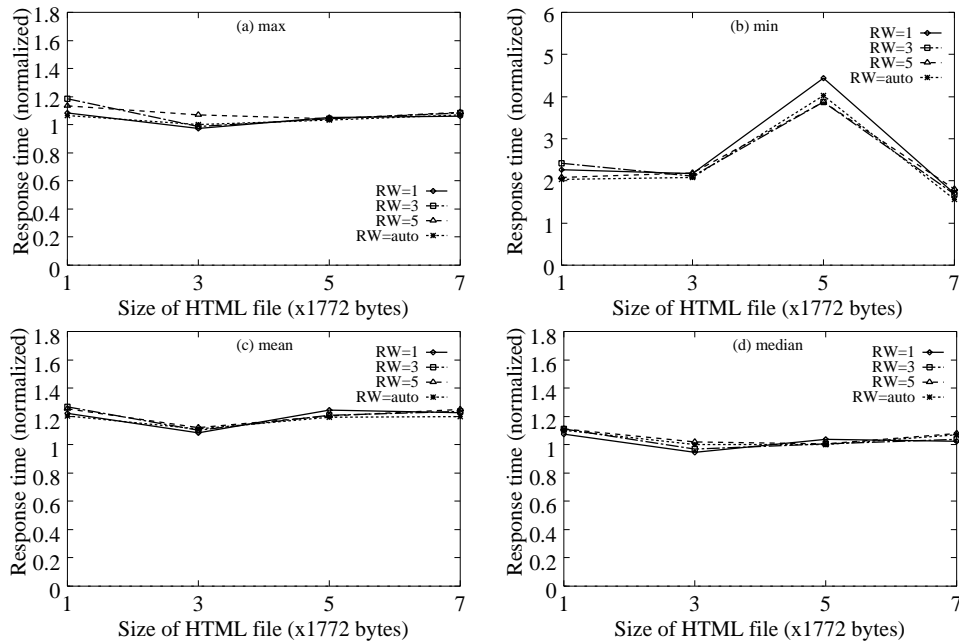 (a) max
Response time (normalized)
1.8
1.6
1.4
1.2
1
0.8
0.6
0.4
0.2
0
RW=1
RW=3
RW=5
RW=auto
1 3 5 7
Size of HTML file (x1772 bytes)
(b) min
Response time (normalized)
6
5
4
3
2
1
0
RW=1
RW=3
RW=5
RW=auto
1 3 5 7
Size of HTML file (x1772 bytes)
(c) mean
Response time (normalized)
1.8
1.6
1.4
1.2
1
0.8
0.6
0.4
0.2
0
RW=1
RW=3
RW=5
RW=auto
1 3 5 7
Size of HTML file (x1772 bytes)
(d) median
Response time (normalized)
1.8
1.6
1.4
1.2
1
0.8
0.6
0.4
0.2
0
RW=1
RW=3
RW=5
RW=auto
1 3 5 7
Size of HTML file (x1772 bytes)